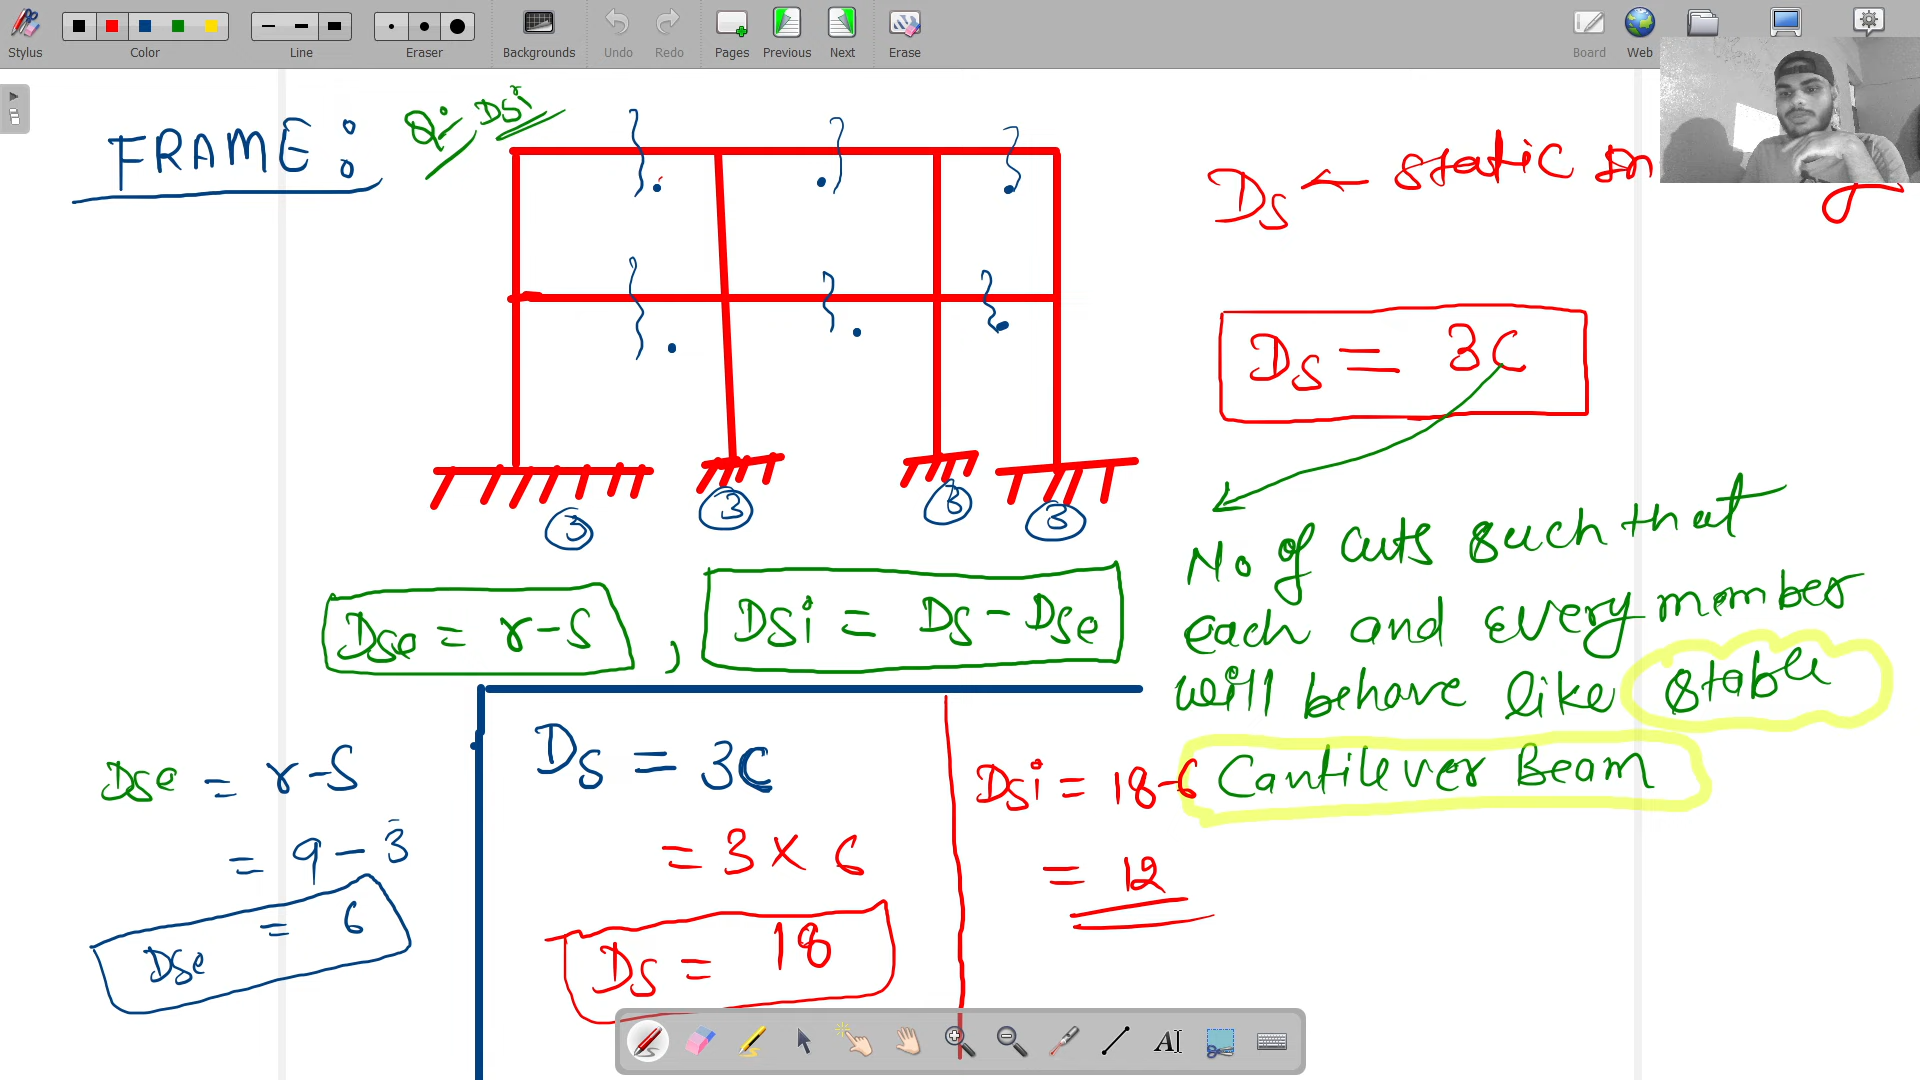 Stylus Color Line Eraser Backgrounds Undo Redo Pages Previous Next Erase Board Web
FRAME :
Q:- DSi
Ds ← static In
3 3 3 3
Ds = 3C
No of cuts such that
each and every member
will behave like stable
Cantilever Beam
Dse = r-s , Dsi = Ds - Dse
Dse = r-s
= 9 - 3
Dse = 6
Ds = 3C
= 3 × 6
Ds = 18
Dsi = 18-6
= 12